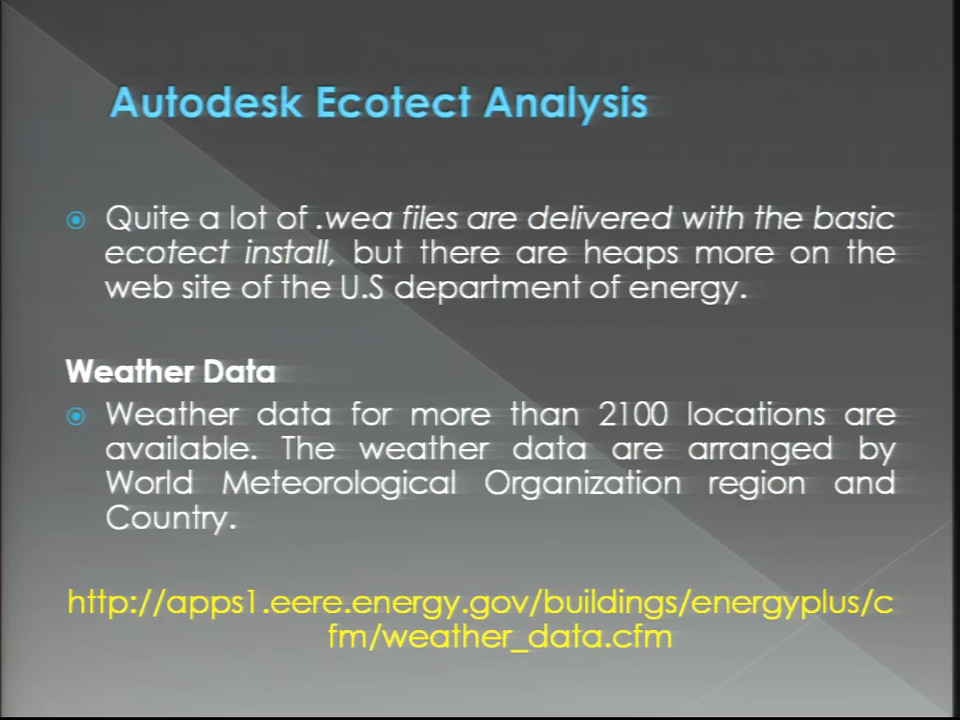 Autodesk Ecotect Analysis
Quite a lot of .wea files are delivered with the basic
ecotect install, but there are heaps more on the
web site of the U.S department of energy.
Weather Data
Weather data for more than 2100 locations are
available. The weather data are arranged by
World Meteorological Organization region and
Country.
http://apps1.eere.energy.gov/buildings/energyplus/c
fm/weather_data.cfm